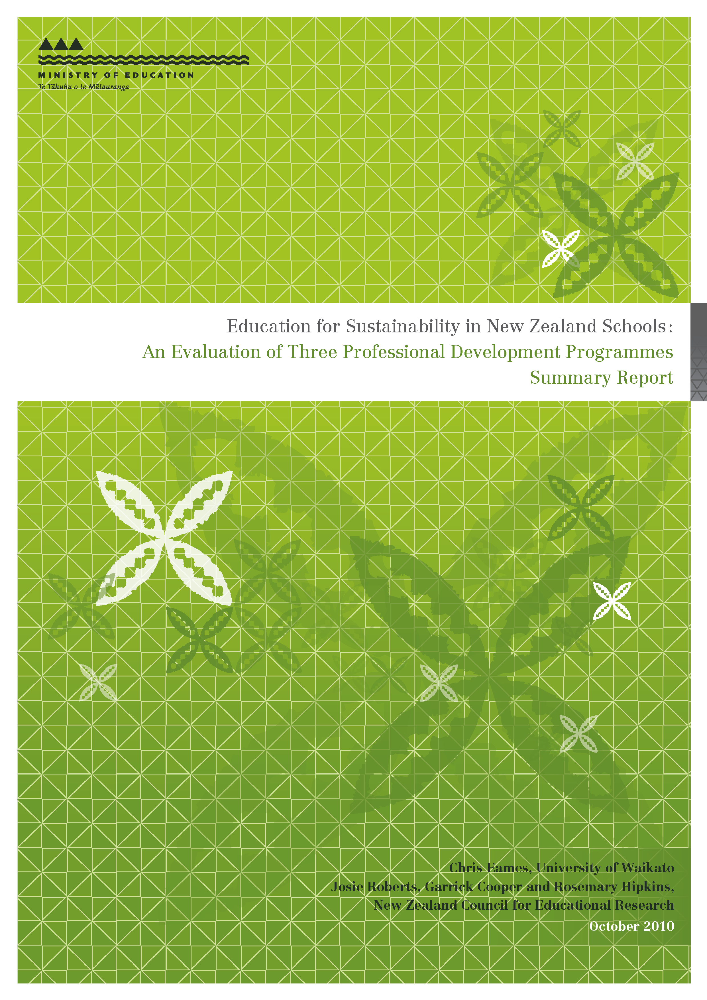 MINISTRY OF EDUCATION
Te Tāhuhu o te Mātauranga
Education for Sustainability in New Zealand Schools:
An Evaluation of Three Professional Development Programmes
Summary Report
Chris Eames, University of Waikato
Josie Roberts, Garrick Cooper and Rosemary Hipkins,
New Zealand Council for Educational Research
October 2010